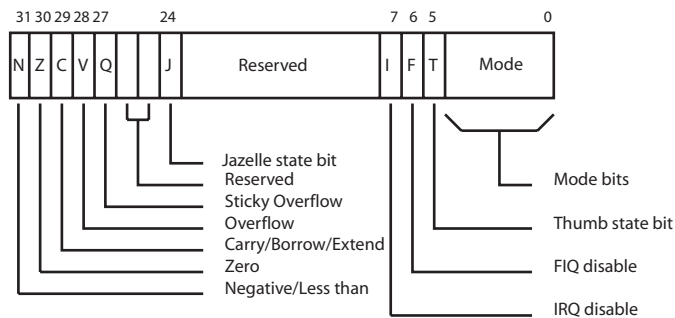 31 30 29 28 27 24 7 6 5 0
N Z C V Q J Reserved I F T Mode
Jazelle state bit
Reserved
Sticky Overflow
Overflow
Carry/Borrow/Extend
Zero
Negative/Less than
Mode bits
Thumb state bit
FIQ disable
IRQ disable